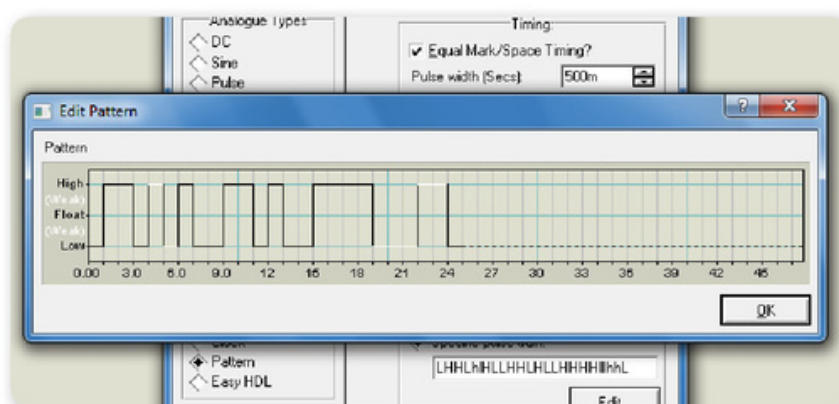 Analogue Types
DC
Sine
Pulse
Timing:
Equal Mark/Space Timing?
Pulse width (Secs):
500m
Edit Pattern
Pattern
High
(Weak)
Float
(Weak)
Low
0.00 3.0 6.0 9.0 12 15 18 21 24 27 30 33 36 39 42 45
OK
Pattern
Easy HDL
Edit